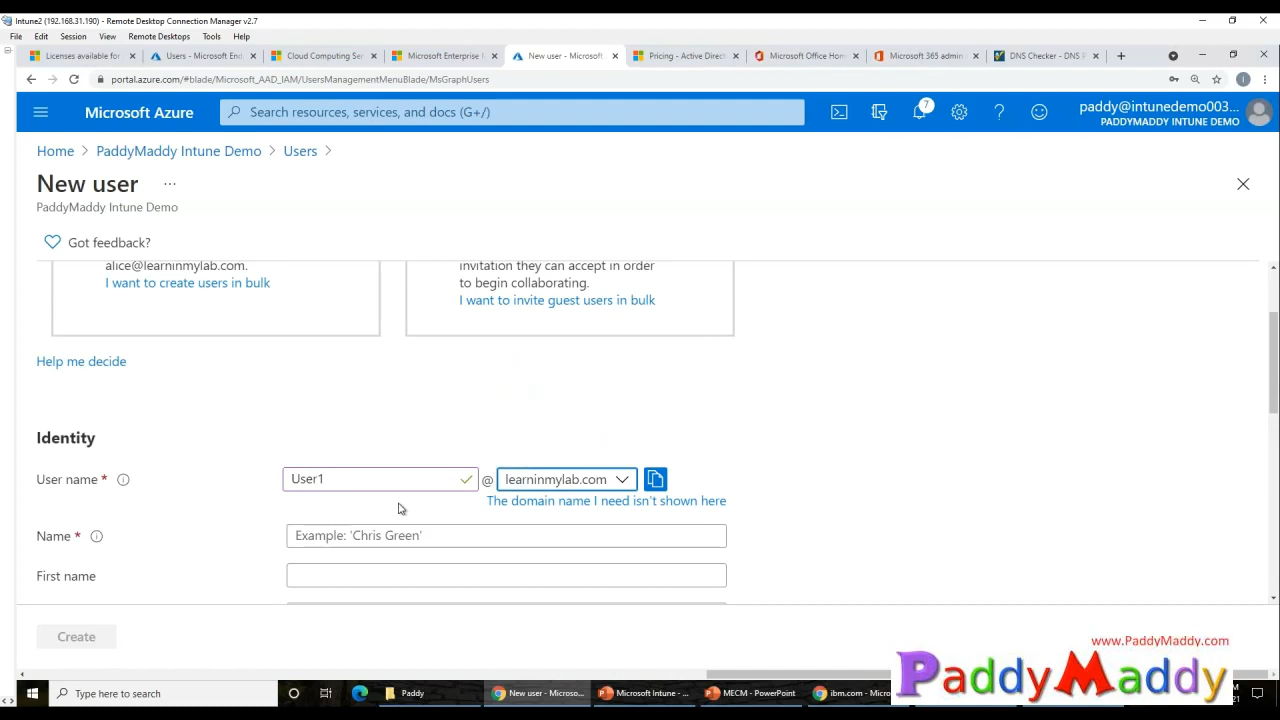 Intune2 (192.168.31.190) - Remote Desktop Connection Manager v2.7
File Edit Session View Remote Desktops Tools Help
Licenses available for
Users - Microsoft End
Cloud Computing Ser
Microsoft Enterprise
New user - Microsoft
Pricing - Active Direct
Microsoft Office Hom
Microsoft 365 admin
DNS Checker - DNS
portal.azure.com/#blade/Microsoft_AAD_IAM/UsersManagementMenuBlade/MsGraphUsers
Microsoft Azure
Search resources, services, and docs (G+/)
7
paddy@intunedemo003...
PADDYMADDY INTUNE DEMO
Home > PaddyMaddy Intune Demo > Users >
New user ...
PaddyMaddy Intune Demo
Got feedback?
alice@learninmylab.com.
I want to create users in bulk
invitation they can accept in order
to begin collaborating.
I want to invite guest users in bulk
Help me decide
Identity
User name * User1 @ learninmylab.com
The domain name I need isn't shown here
Name * Example: 'Chris Green'
First name
Create
www.PaddyMaddy.com
PaddyMaddy
Type here to search
Paddy
New user - Microso...
Microsoft Intune - ...
MECM - PowerPoint
ibm.com - Mic